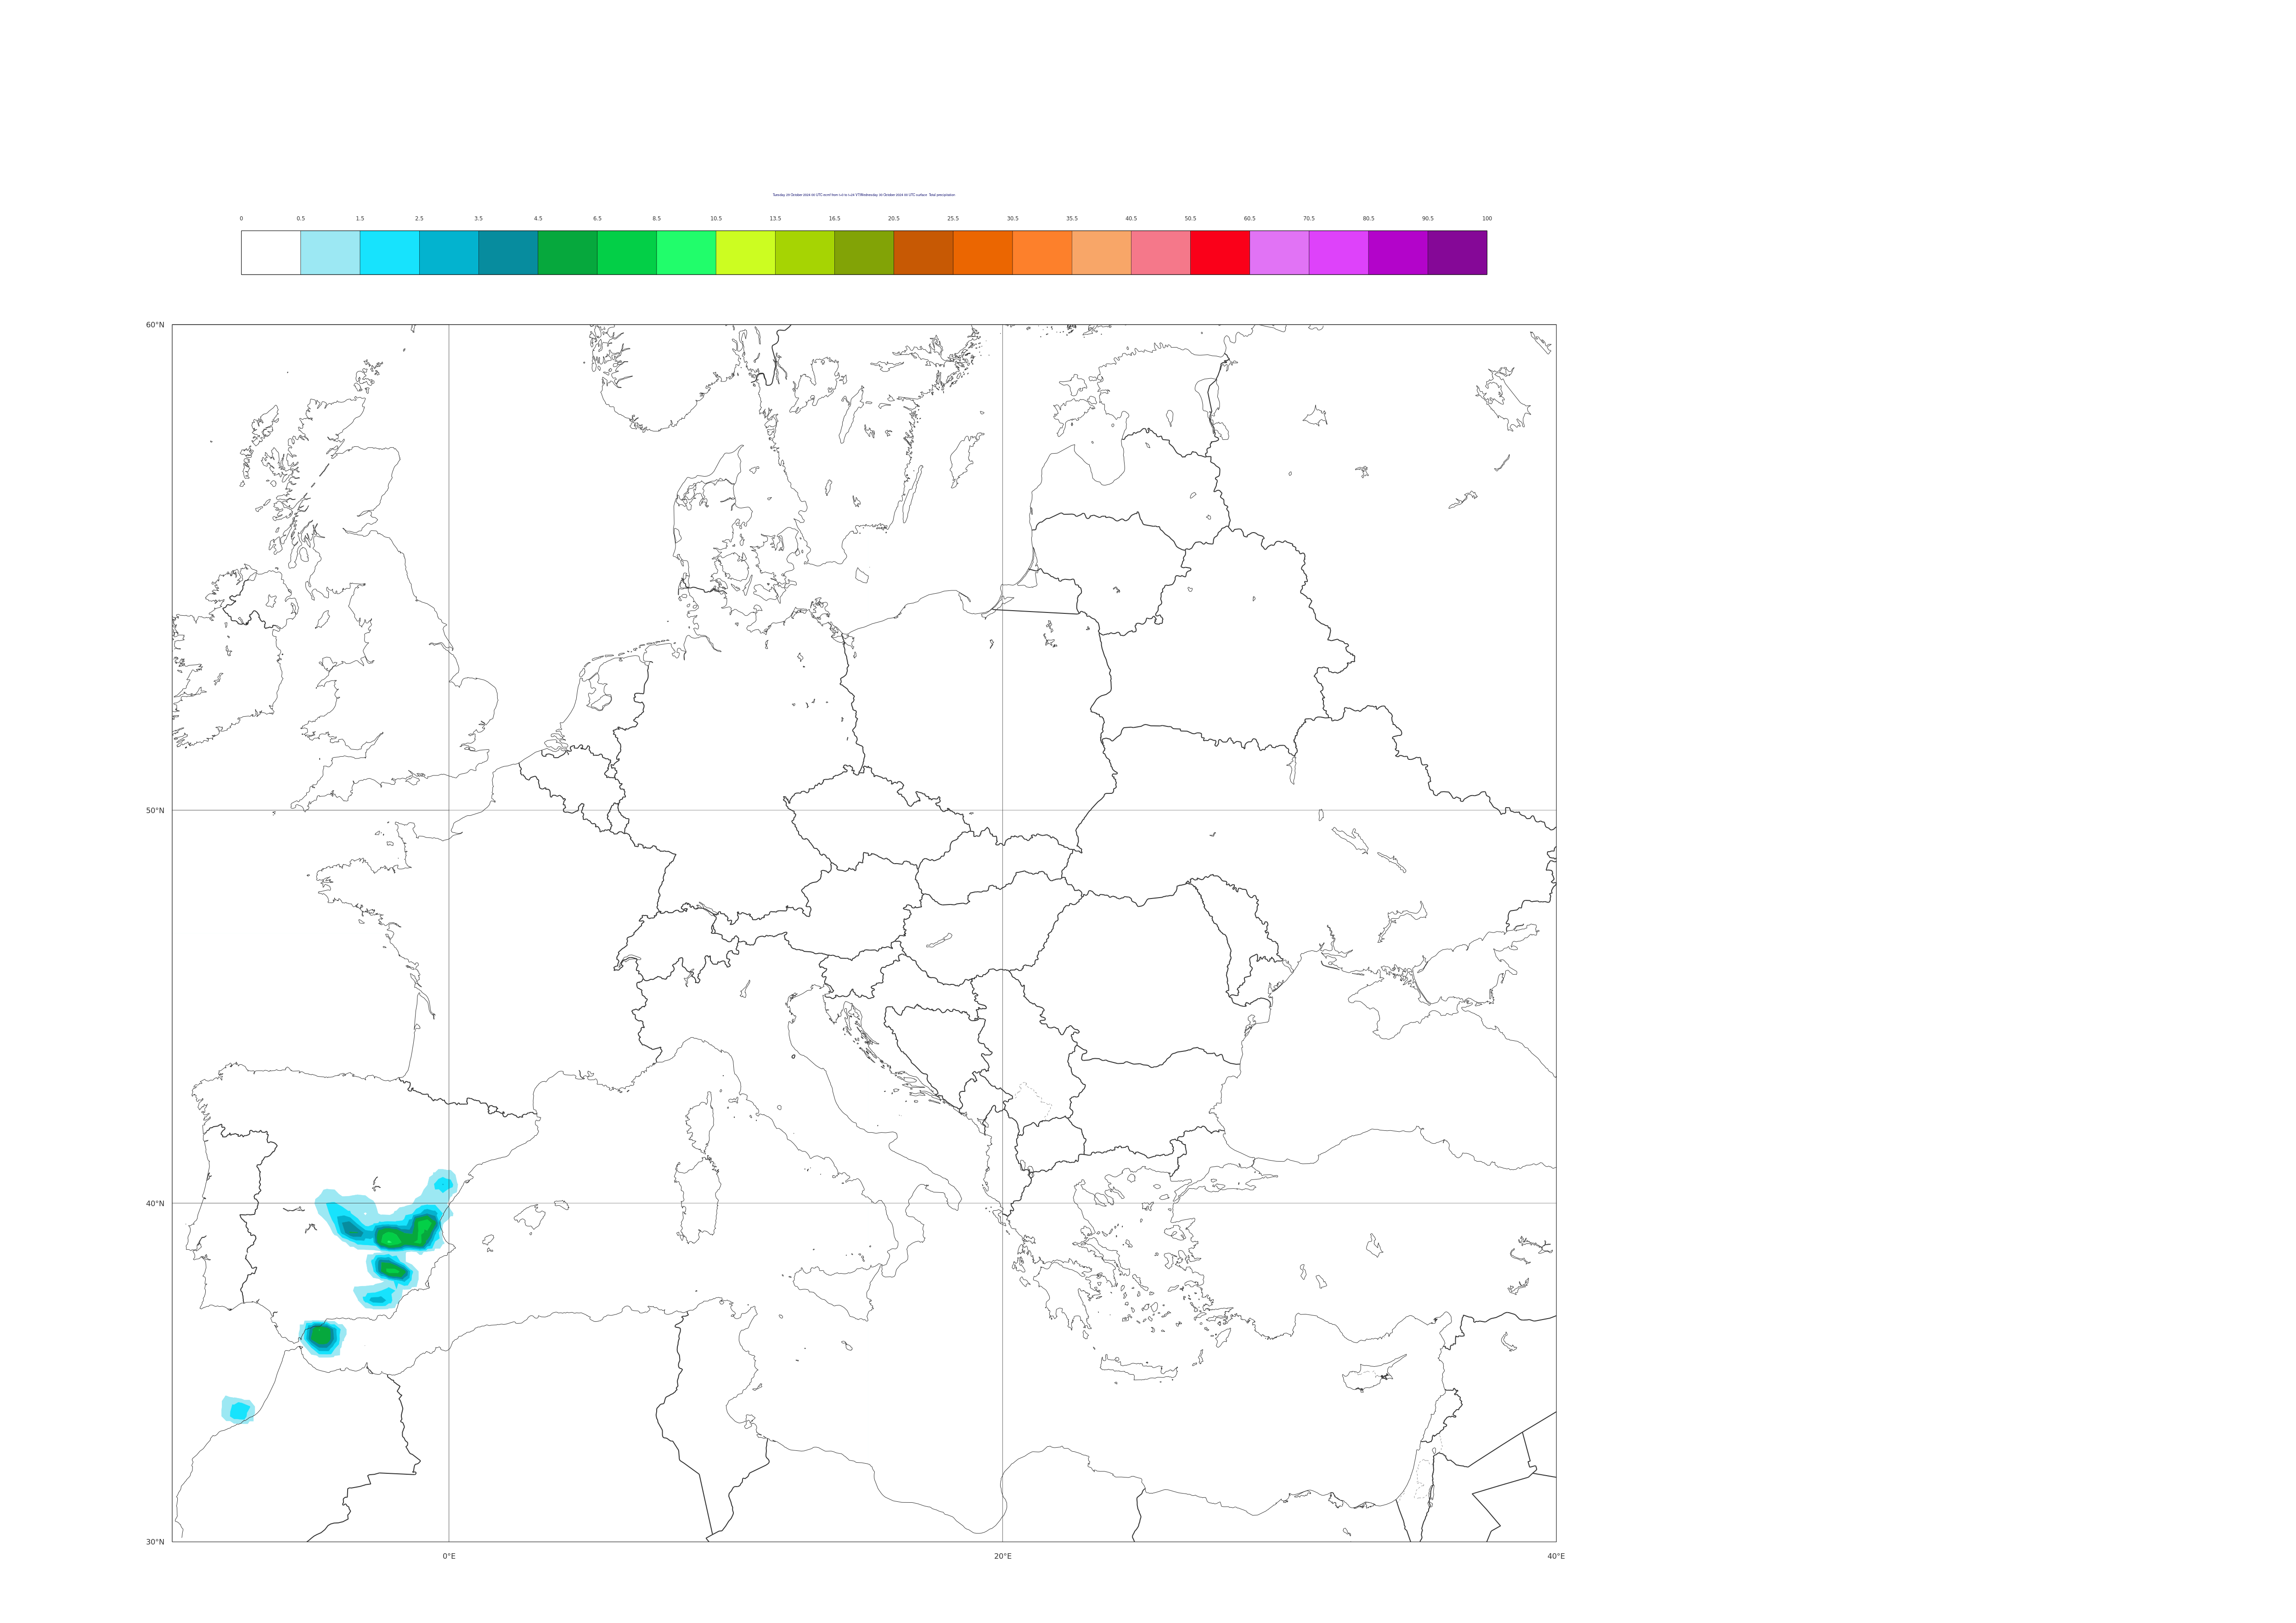 Tuesday 29 October 2024 00 UTC ecmf t+24 VT:Wednesday 30 October 2024 00 UTC surface Total precipitation
0 0.5 1.5 2.5 3.5 4.5 6.5 8.5 10.5 13.5 16.5 20.5 25.5 30.5 35.5 40.5 50.5 60.5 70.5 80.5 90.5 100
60°N
50°N
40°N
30°N
0°E 20°E 40°E